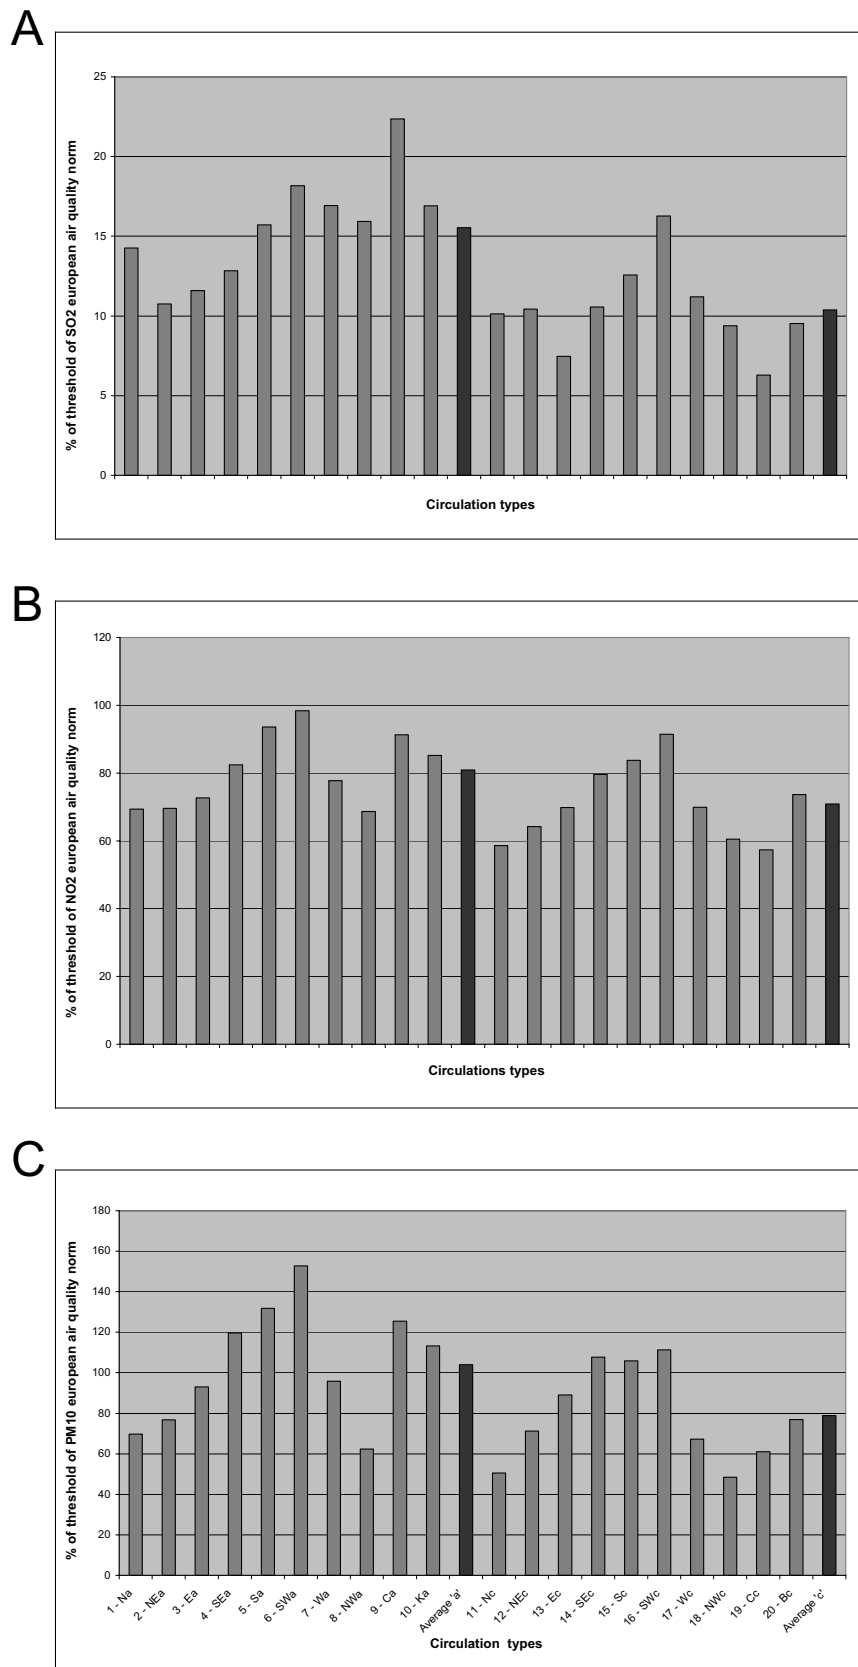 A
% of threshold of SO2 european air quality norm
25
20
15
10
5
0
Circulation types
B
% of threshold of NO2 european air quality norm
120
100
80
60
40
20
0
Circulations types
C
% of threshold of PM10 european air quality norm
180
160
140
120
100
80
60
40
20
0
1 - Na
2 - NEa
3 - Ea
4 - SEa
5 - Sa
6 - SWa
7 - Wa
8 - NWa
9 - Ca
10 - Ka
Average 'a'
11 - Nc
12 - NEc
13 - Ec
14 - SEc
15 - Sc
16 - SWc
17 - Wc
18 - NWc
19 - Cc
20 - Bc
Average 'c'
Circulation types